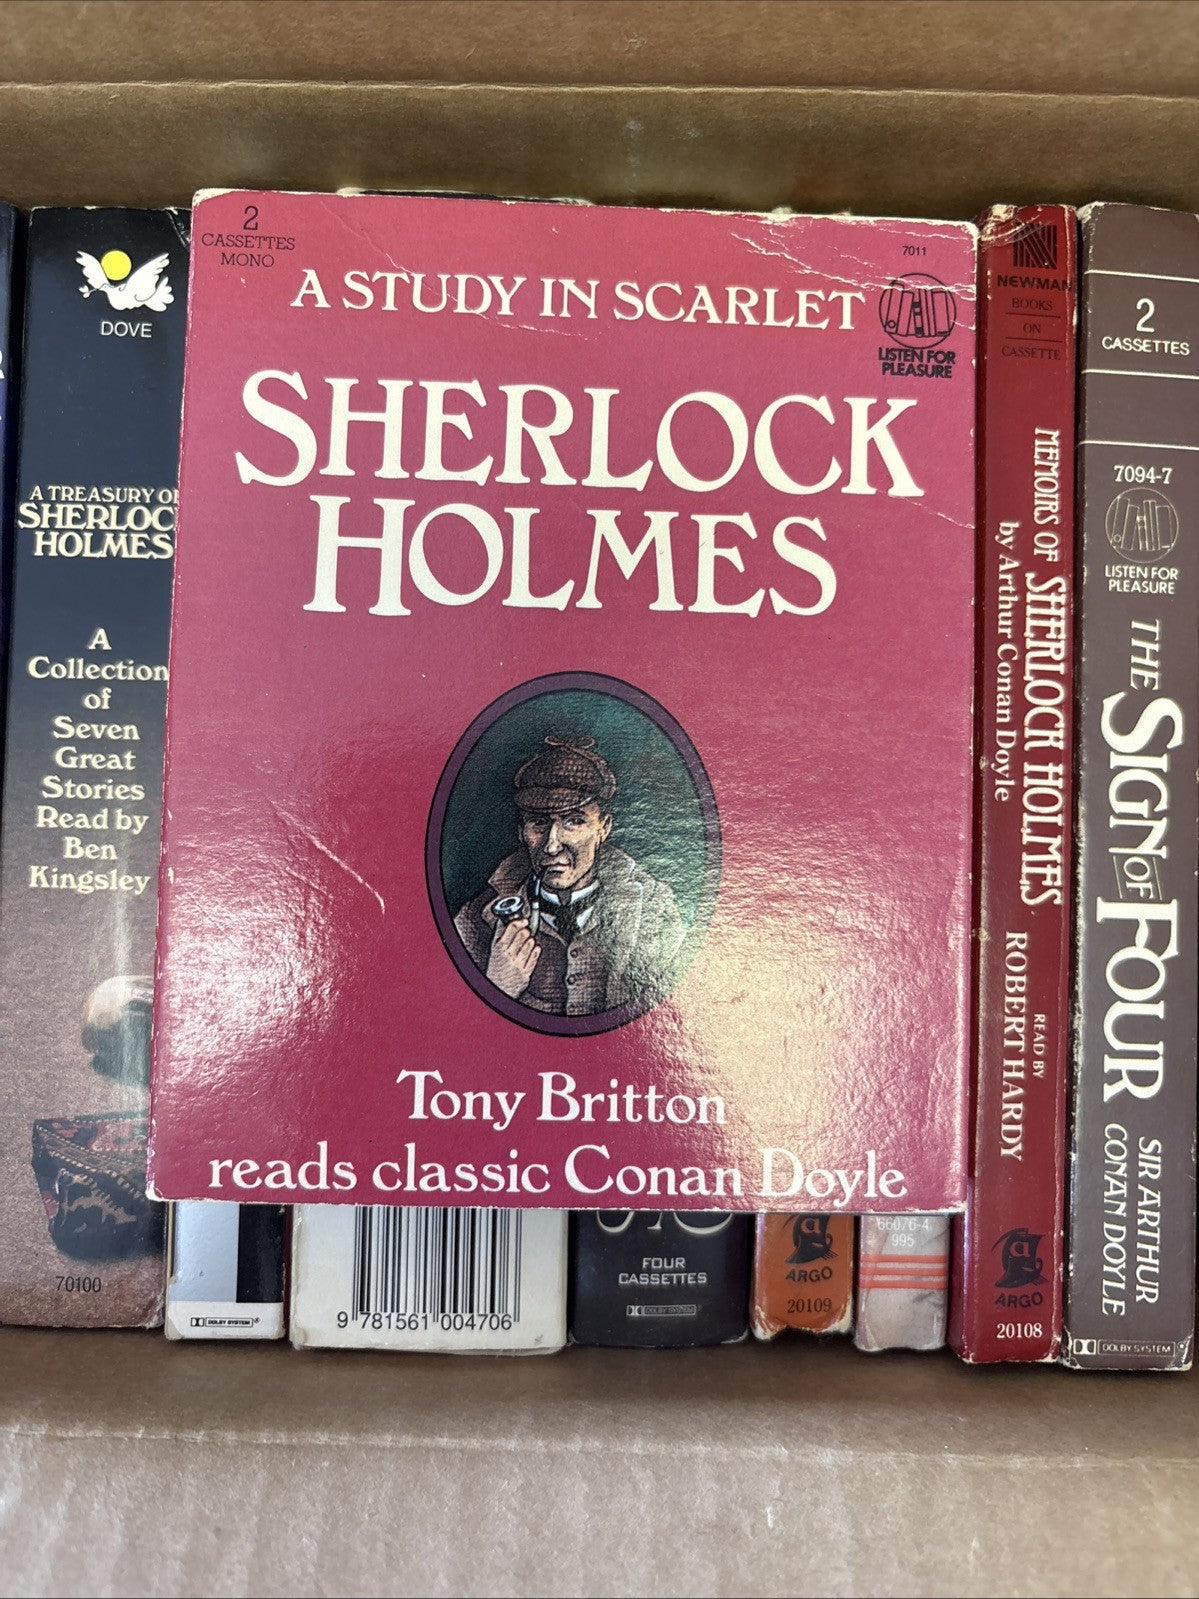 DOVE
A TREASURY OF
SHERLOCK
HOLMES
A
Collection
of
Seven
Great
Stories
Read by
Ben
Kingsley
70100
2
CASSETTES
MONO
7011
A STUDY IN SCARLET
LISTEN FOR
PLEASURE
SHERLOCK
HOLMES
Tony Britton
reads classic Conan Doyle
DOLBY SYSTEM
9 781561 004706
FOUR
CASSETTES
DOLBY SYSTEM
ARGO
20109
66076-4
995
NEWMAN
BOOKS
ON
CASSETTE
MEMOIRS OF SHERLOCK HOLMES
by Arthur Conan Doyle
READ BY
ROBERT HARDY
ARGO
20108
2
CASSETTES
7094-7
LISTEN FOR
PLEASURE
THE SIGN OF FOUR
SIR ARTHUR
CONAN DOYLE
DOLBY SYSTEM